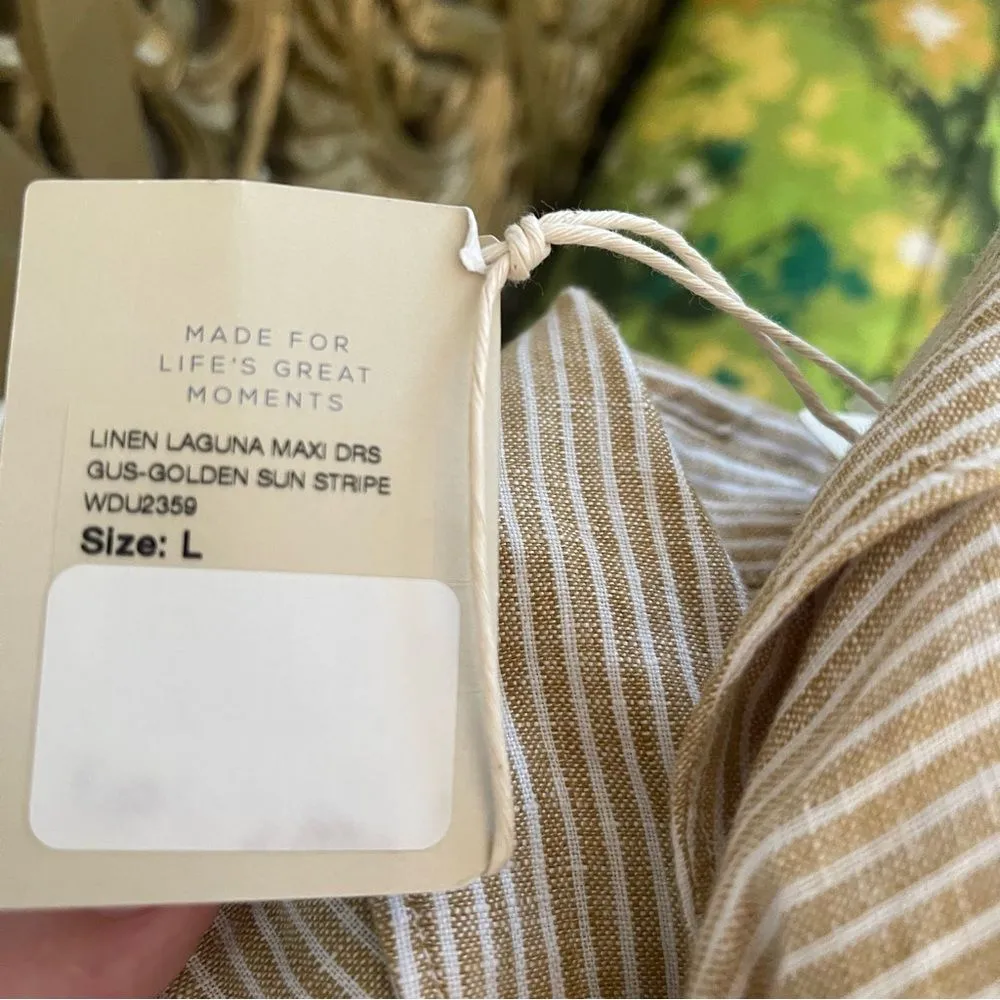 MADE FOR
LIFE'S GREAT
MOMENTS
LINEN LAGUNA MAXI DRS
GUS-GOLDEN SUN STRIPE
WDU2359
Size: L